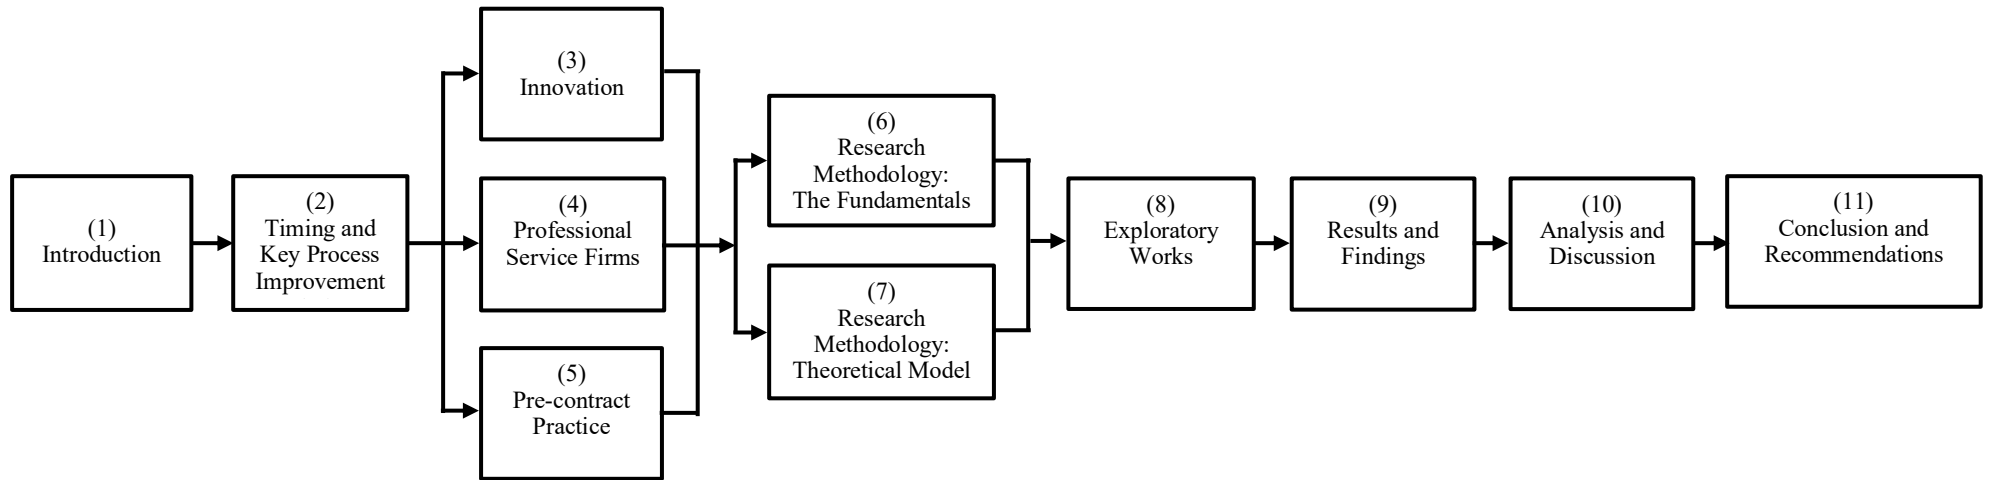 (1)
Introduction
(2)
Timing and
Key Process
Improvement
(3)
Innovation
(4)
Professional
Service Firms
(5)
Pre-contract
Practice
(6)
Research
Methodology:
The Fundamentals
(7)
Research
Methodology:
Theoretical Model
(8)
Exploratory
Works
(9)
Results and
Findings
(10)
Analysis and
Discussion
(11)
Conclusion and
Recommendations